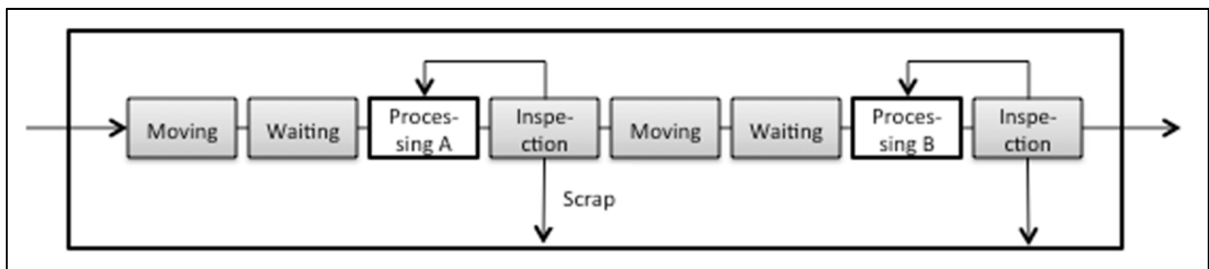 Moving
Waiting
Proces-
sing A
Inspe-
ction
Moving
Waiting
Proces-
sing B
Inspe-
ction
Scrap